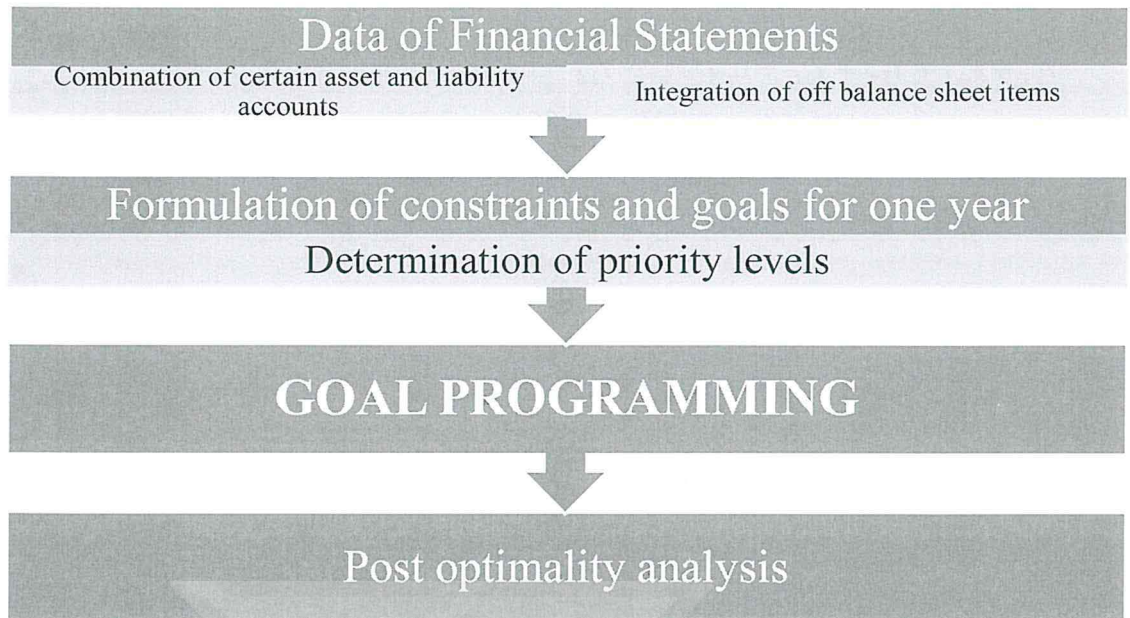 Data of Financial Statements
Combination of certain asset and liability
accounts
Integration of off balance sheet items
Formulation of constraints and goals for one year
Determination of priority levels
GOAL PROGRAMMING
Post optimality analysis